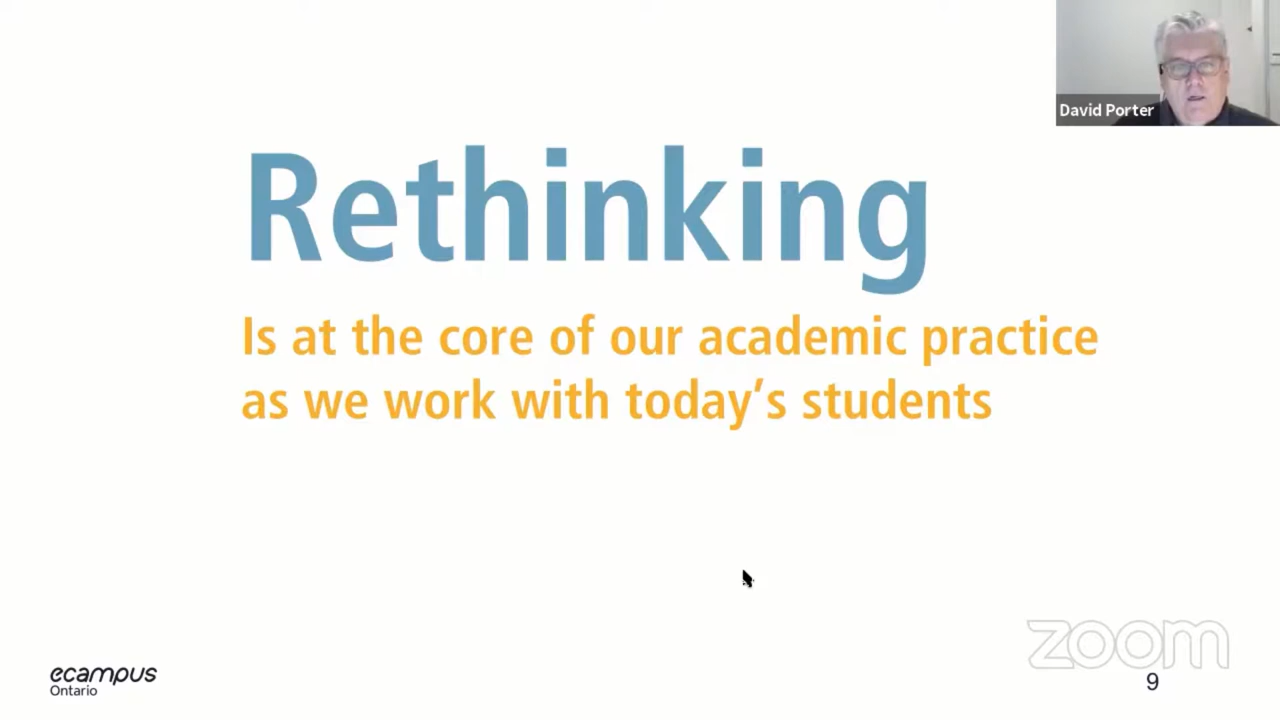 David Porter
Rethinking
Is at the core of our academic practice
as we work with today’s students
zoom
ecampus
Ontario
9